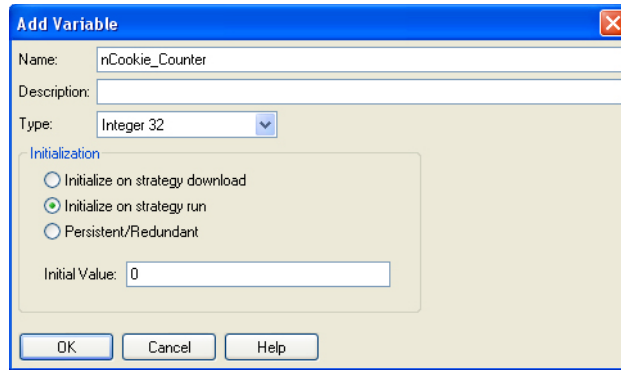 Add Variable
Name: nCookie_Counter
Description:
Type: Integer 32
Initialization
Initialize on strategy download
Initialize on strategy run
Persistent/Redundant
Initial Value: 0
OK Cancel Help